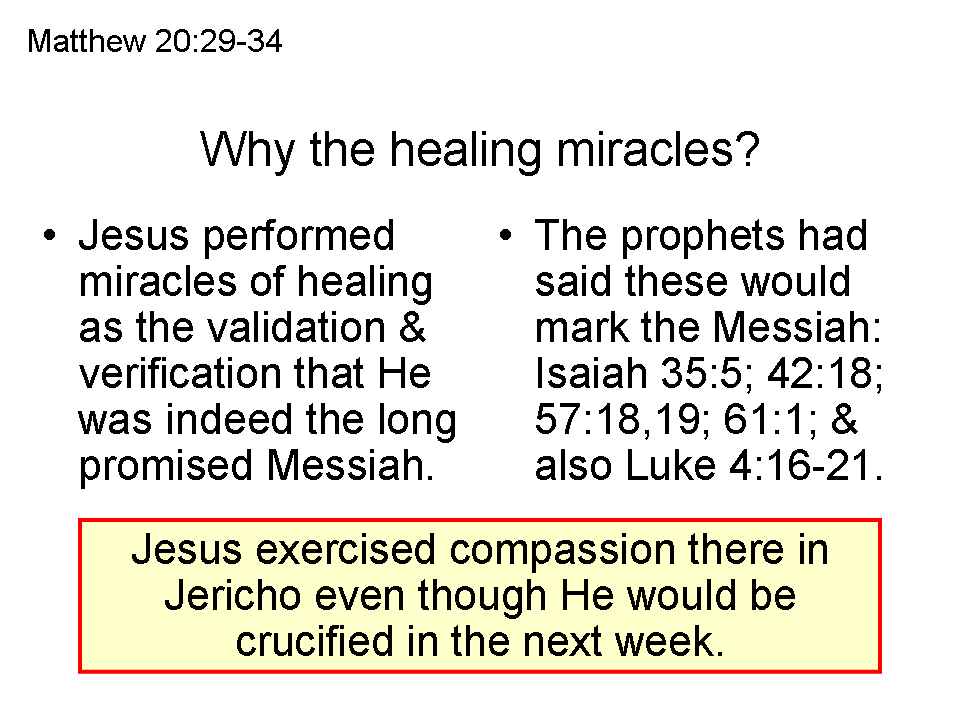 Matthew 20:29-34
Why the healing miracles?
• Jesus performed
miracles of healing
as the validation &
verification that He
was indeed the long
promised Messiah.
• The prophets had
said these would
mark the Messiah:
Isaiah 35:5; 42:18;
57:18,19; 61:1; &
also Luke 4:16-21.
Jesus exercised compassion there in
Jericho even though He would be
crucified in the next week.